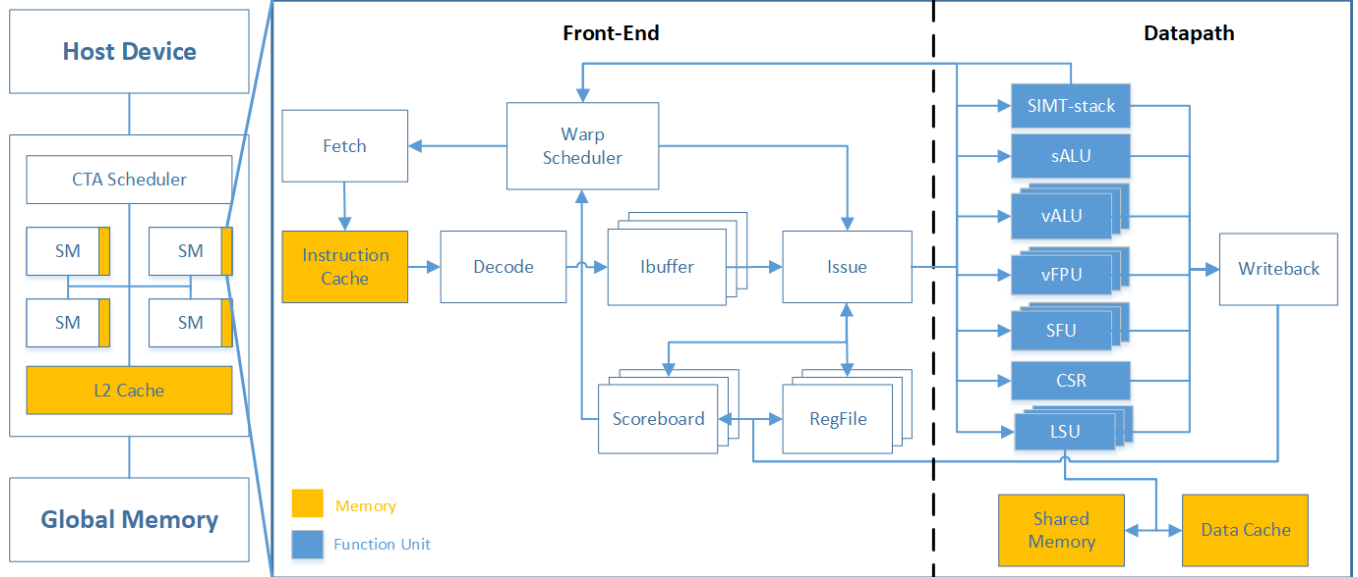 Host Device
CTA Scheduler
SM
SM
SM
SM
L2 Cache
Global Memory
Front-End
Datapath
Fetch
Warp
Scheduler
Instruction
Cache
Decode
Ibuffer
Issue
Scoreboard
RegFile
SIMT-stack
sALU
vALU
vFPU
SFU
CSR
LSU
Writeback
Shared
Memory
Data Cache
Memory
Function Unit